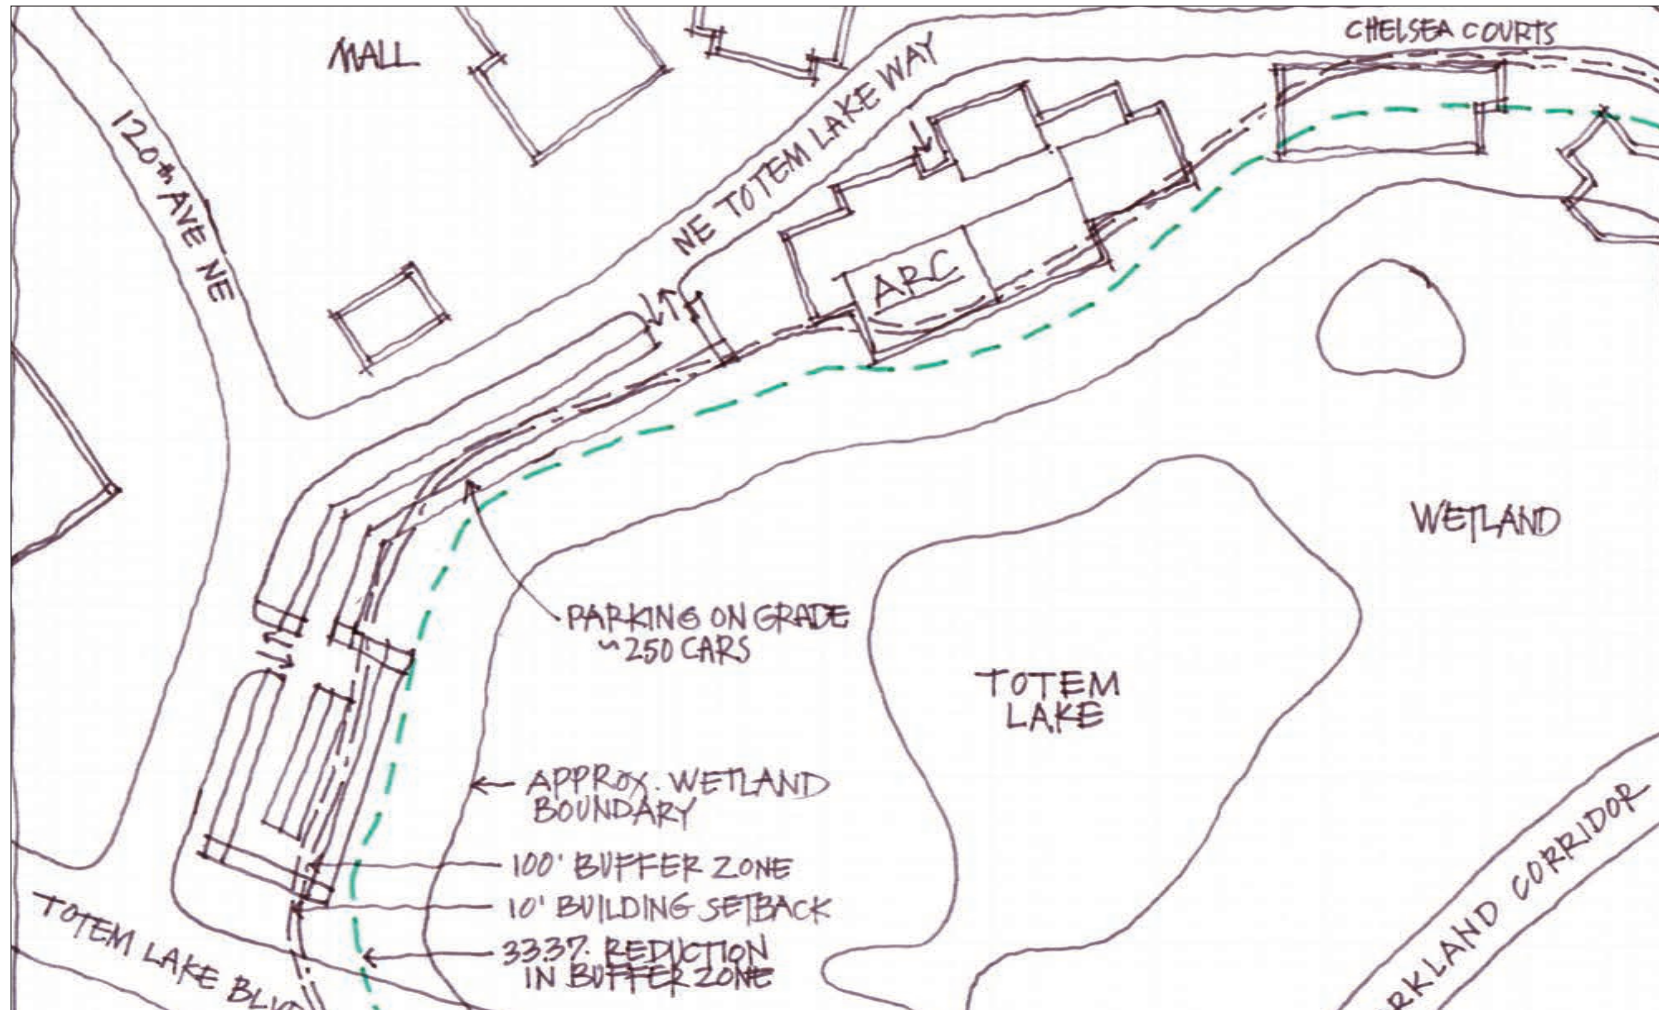 MALL
CHELSEA COURTS
120th AVE NE
NE TOTEM LAKE WAY
ARC
WETLAND
PARKING ON GRADE
~250 CARS
TOTEM
LAKE
APPROX. WETLAND
BOUNDARY
100' BUFFER ZONE
10' BUILDING SETBACK
33.3% REDUCTION
IN BUFFER ZONE
TOTEM LAKE BLVD
RKLAND CORRIDOR